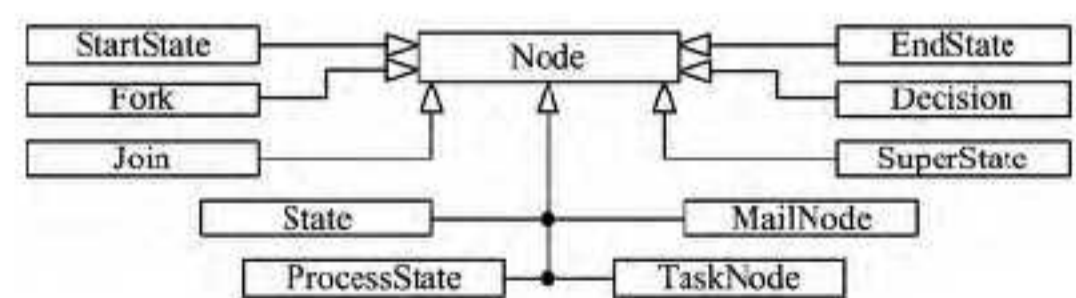 StartState
Node
EndState
Fork
Decision
Join
SuperState
State
MailNode
ProcessState
TaskNode